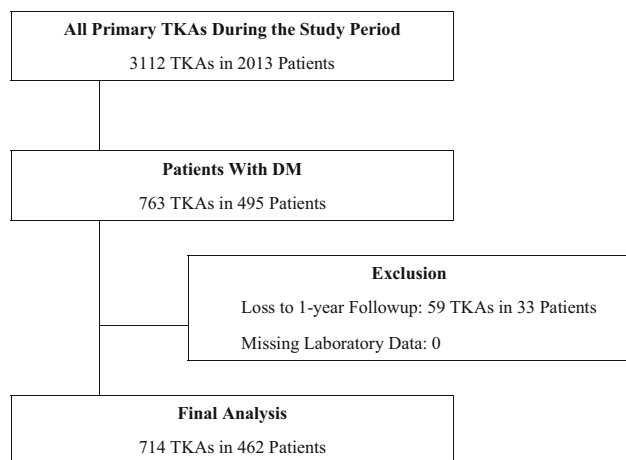 All Primary TKAs During the Study Period
3112 TKAs in 2013 Patients
Patients With DM
763 TKAs in 495 Patients
Exclusion
Loss to 1-year Followup: 59 TKAs in 33 Patients
Missing Laboratory Data: 0
Final Analysis
714 TKAs in 462 Patients